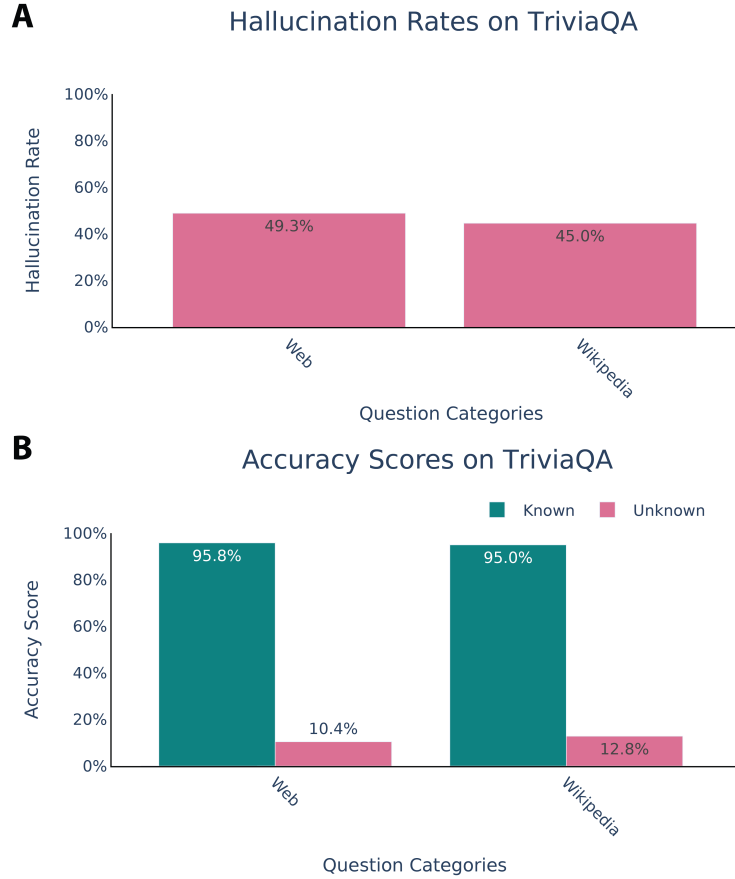 A
Hallucination Rates on TriviaQA
Hallucination Rate
100%
80%
60%
40%
20%
0%
49.3%
45.0%
Web
Wikipedia
Question Categories
B
Accuracy Scores on TriviaQA
Known
Unknown
Accuracy Score
100%
80%
60%
40%
20%
0%
95.8%
10.4%
95.0%
12.8%
Web
Wikipedia
Question Categories